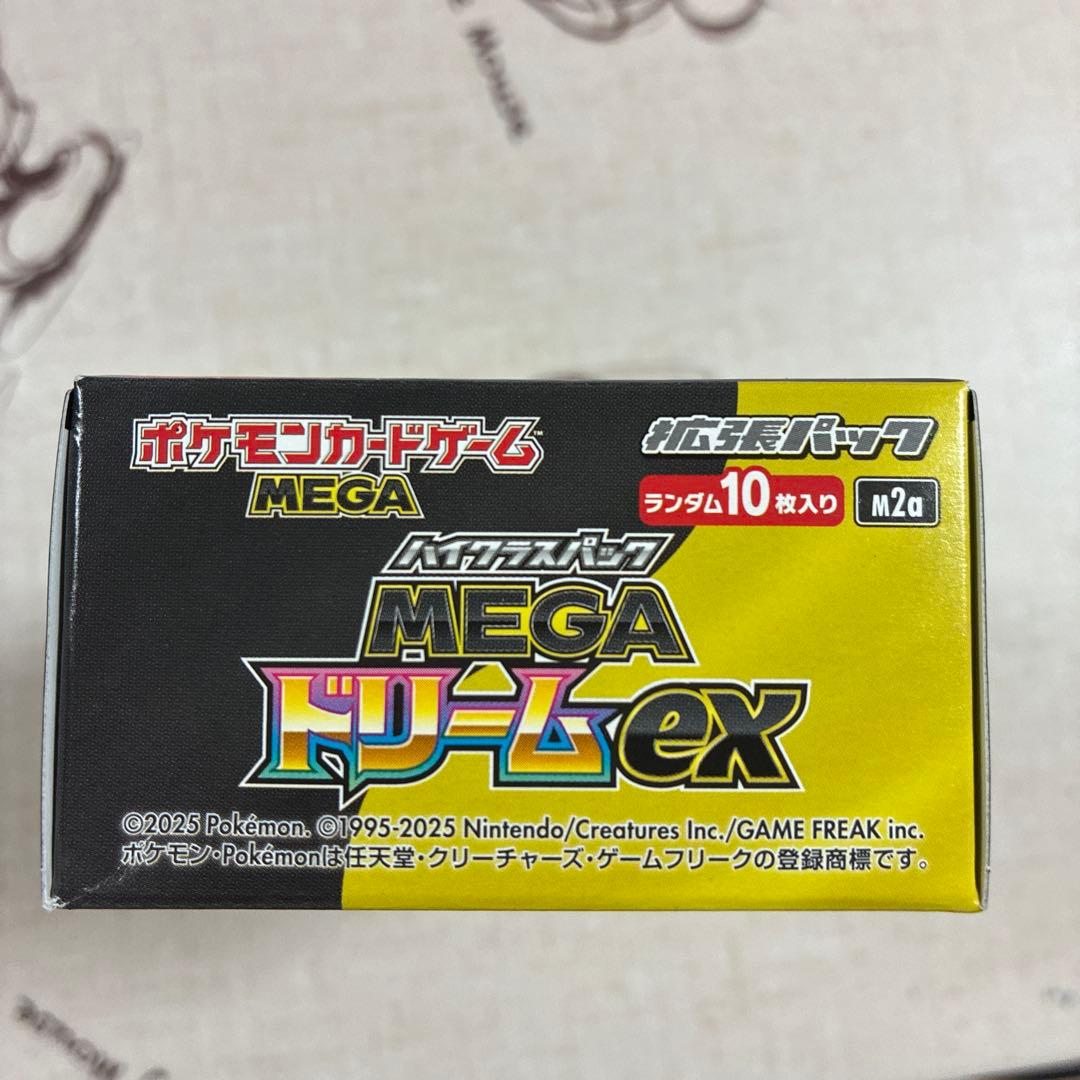 Mouse
ポケモンカードゲーム™
MEGA
拡張パック
ランダム10枚入り
M2a
ハイクラスパック
MEGA
ドリームex
©2025 Pokémon. ©1995-2025 Nintendo/Creatures Inc./GAME FREAK inc.
ポケモン・Pokémonは任天堂・クリーチャーズ・ゲームフリークの登録商標です。
Mouse